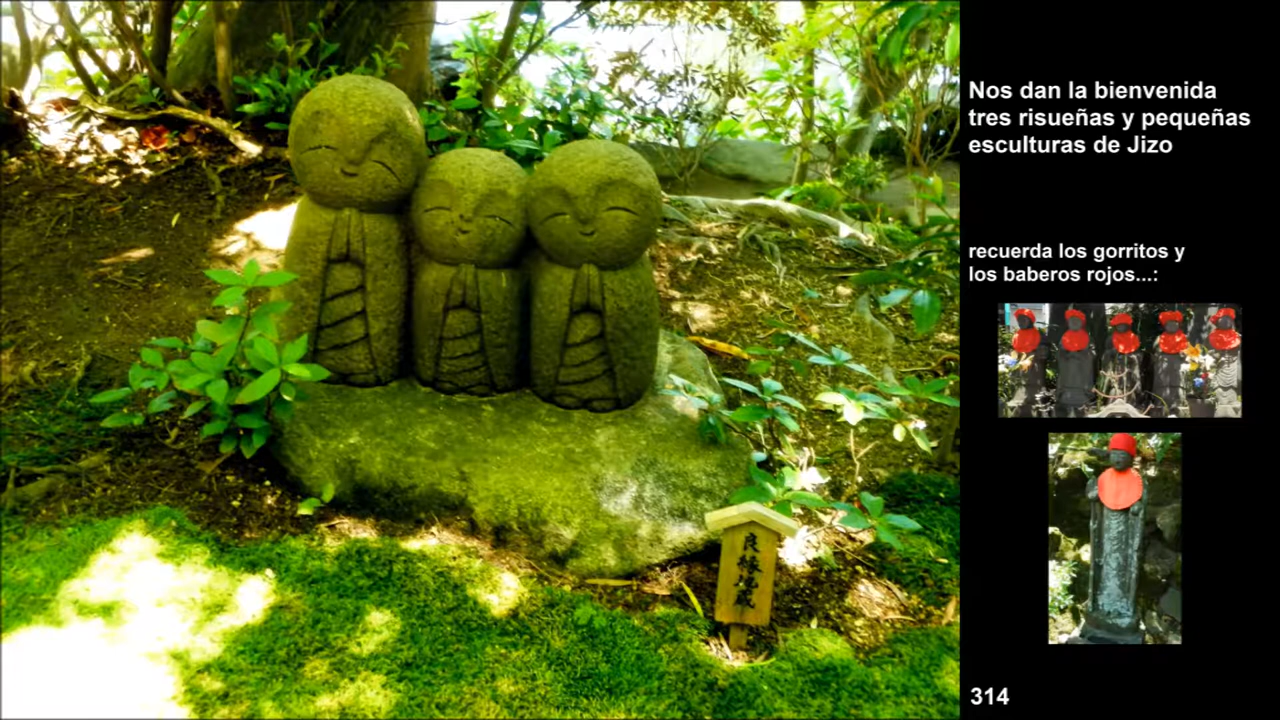 Nos dan la bienvenida
tres risueñas y pequeñas
esculturas de Jizo
recuerda los gorritos y
los baberos rojos...:
良縁地蔵
314